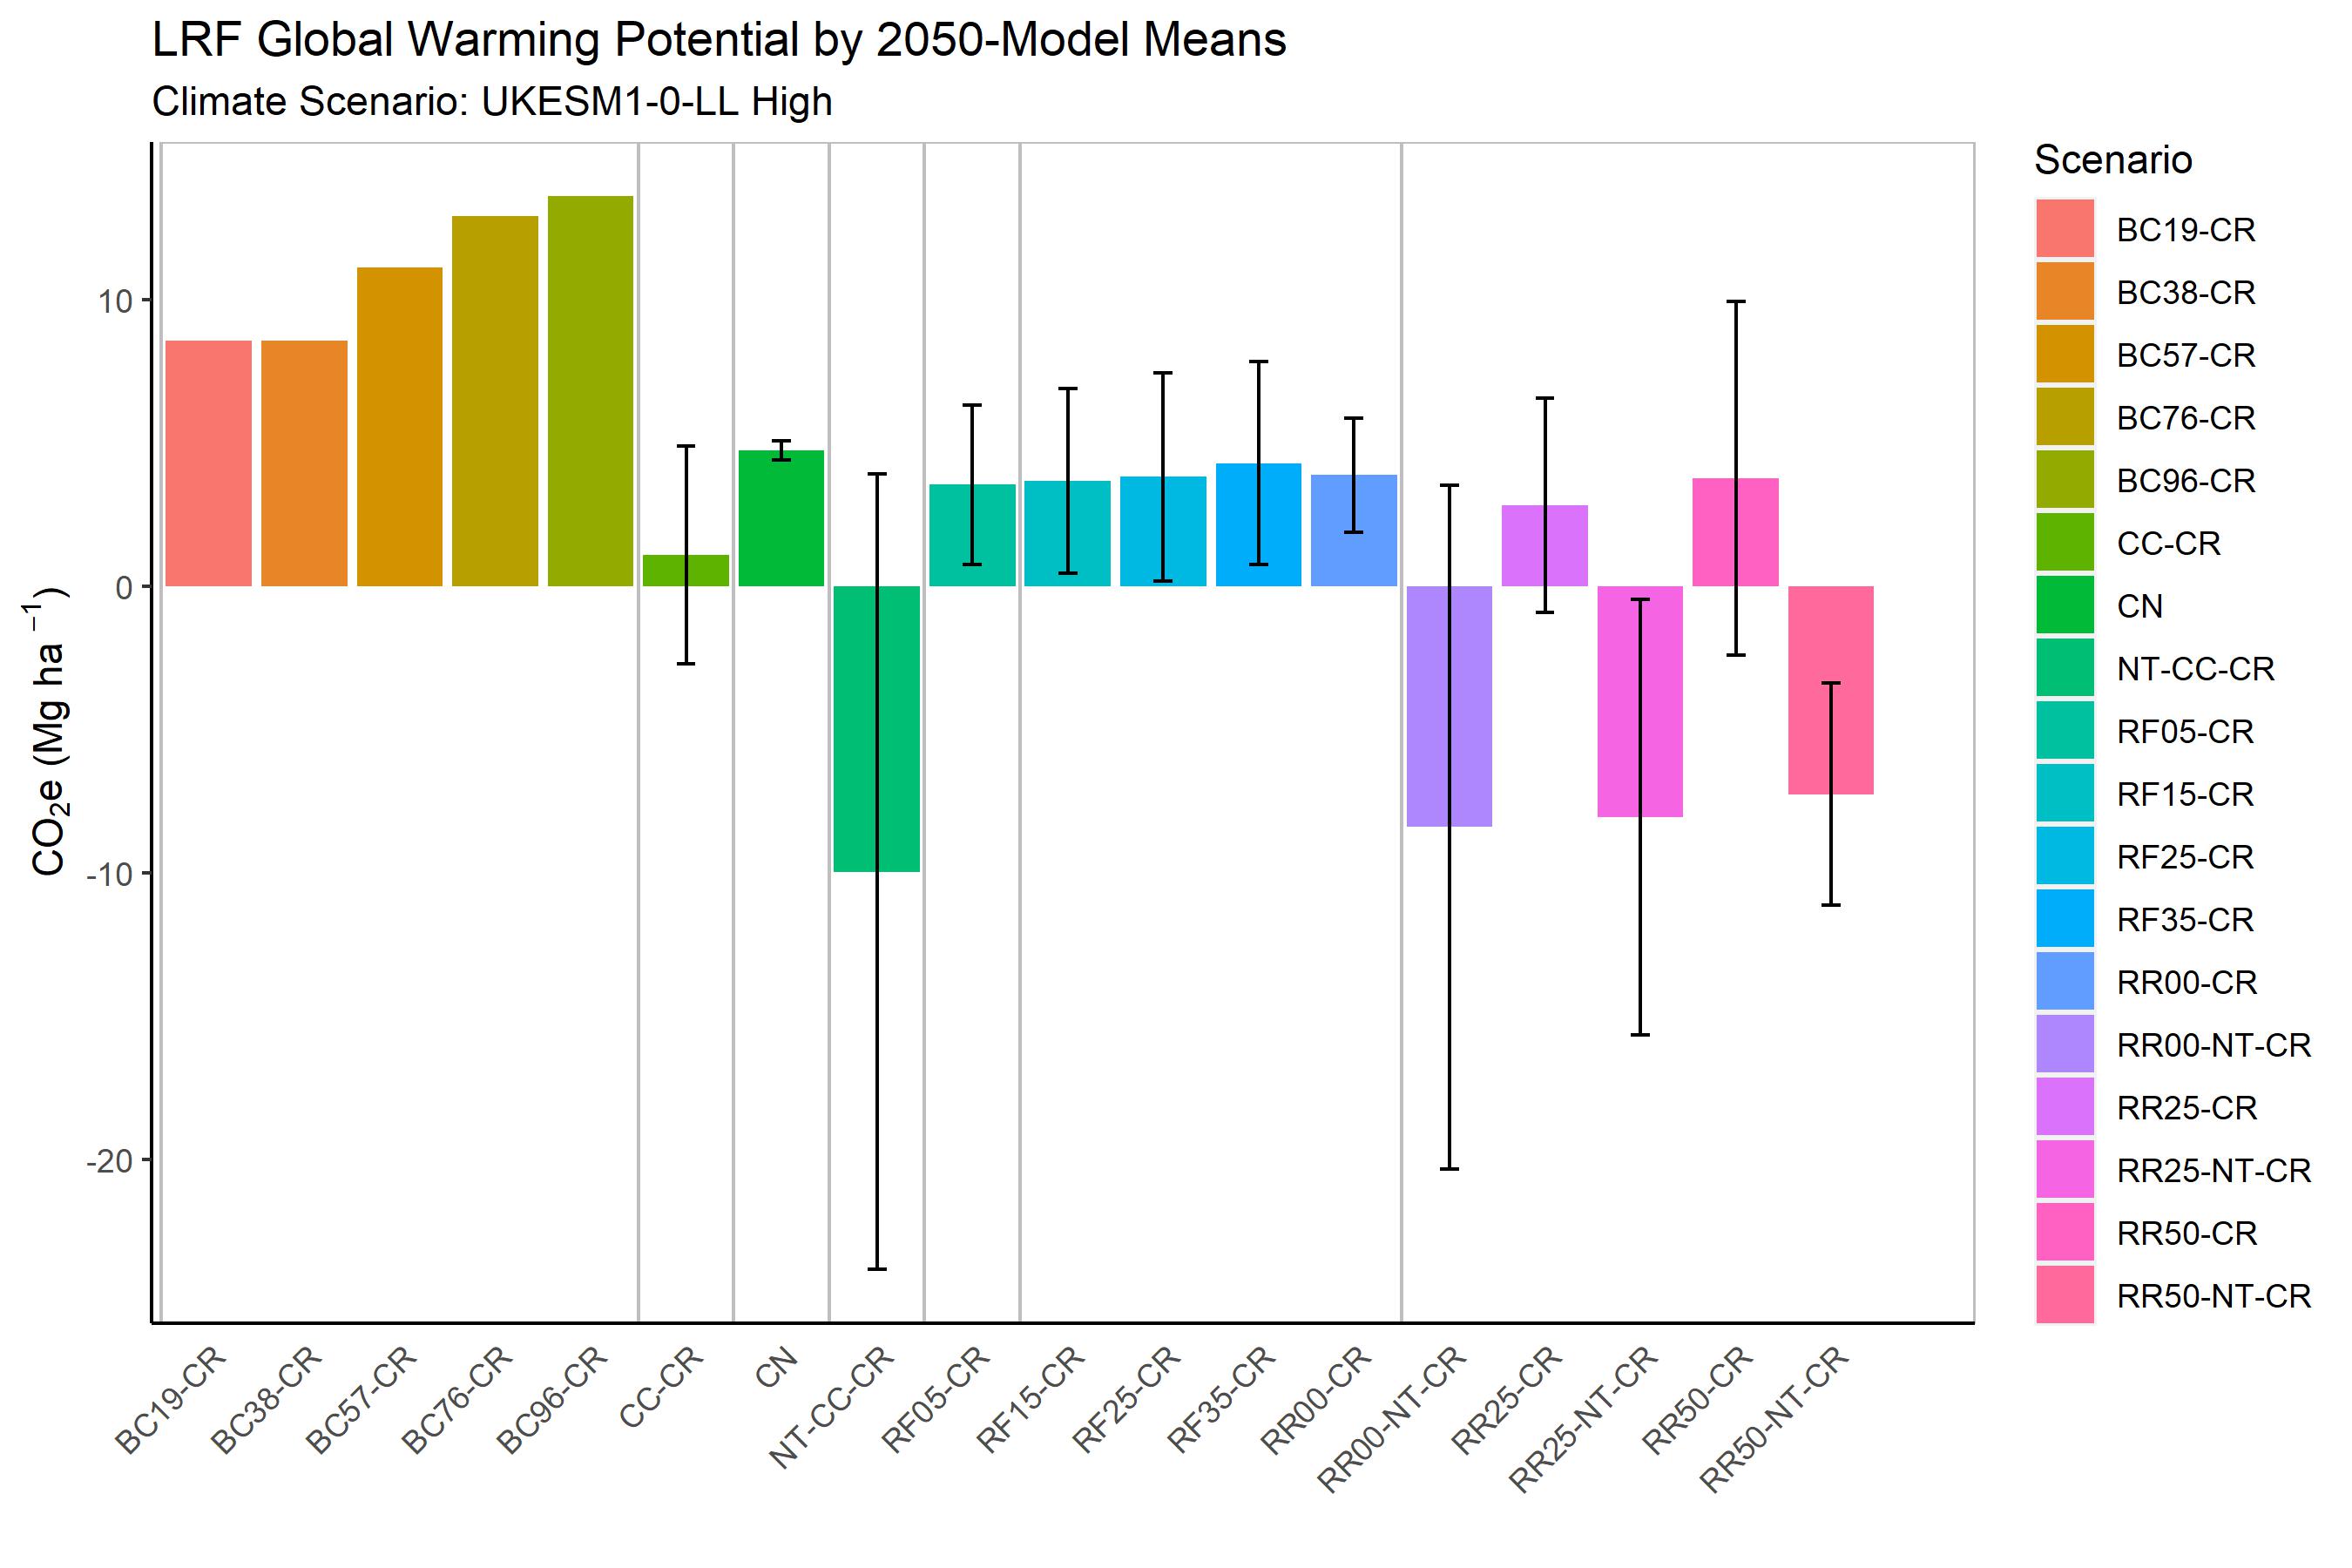 LRF Global Warming Potential by 2050-Model Means
Climate Scenario: UKESM1-0-LL High
CO₂e (Mg ha ⁻¹)
10
0
-10
-20
BC19-CR
BC38-CR
BC57-CR
BC76-CR
BC96-CR
CC-CR
CN
NT-CC-CR
RF05-CR
RF15-CR
RF25-CR
RF35-CR
RR00-CR
RR00-NT-CR
RR25-CR
RR25-NT-CR
RR50-CR
RR50-NT-CR
Scenario
BC19-CR
BC38-CR
BC57-CR
BC76-CR
BC96-CR
CC-CR
CN
NT-CC-CR
RF05-CR
RF15-CR
RF25-CR
RF35-CR
RR00-CR
RR00-NT-CR
RR25-CR
RR25-NT-CR
RR50-CR
RR50-NT-CR